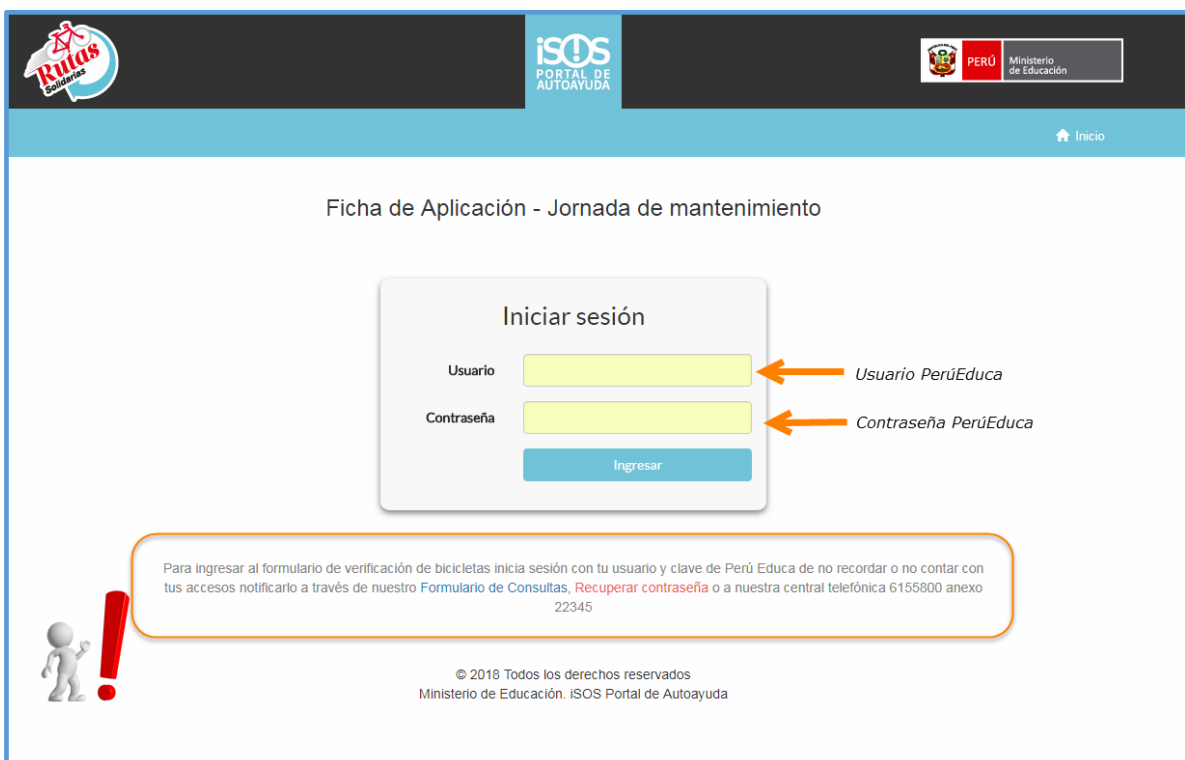 Rutas
Solidarias
iSOS
PORTAL DE
AUTOAYUDA
PERÚ
Ministerio
de Educación
Inicio
Ficha de Aplicación - Jornada de mantenimiento
Iniciar sesión
Usuario
Usuario PerúEduca
Contraseña
Contraseña PerúEduca
Ingresar
Para ingresar al formulario de verificación de bicicletas inicia sesión con tu usuario y clave de Perú Educa de no recordar o no contar con
tus accesos notificarlo a través de nuestro Formulario de Consultas, Recuperar contraseña o a nuestra central telefónica 6155800 anexo
22345
© 2018 Todos los derechos reservados
Ministerio de Educación. iSOS Portal de Autoayuda